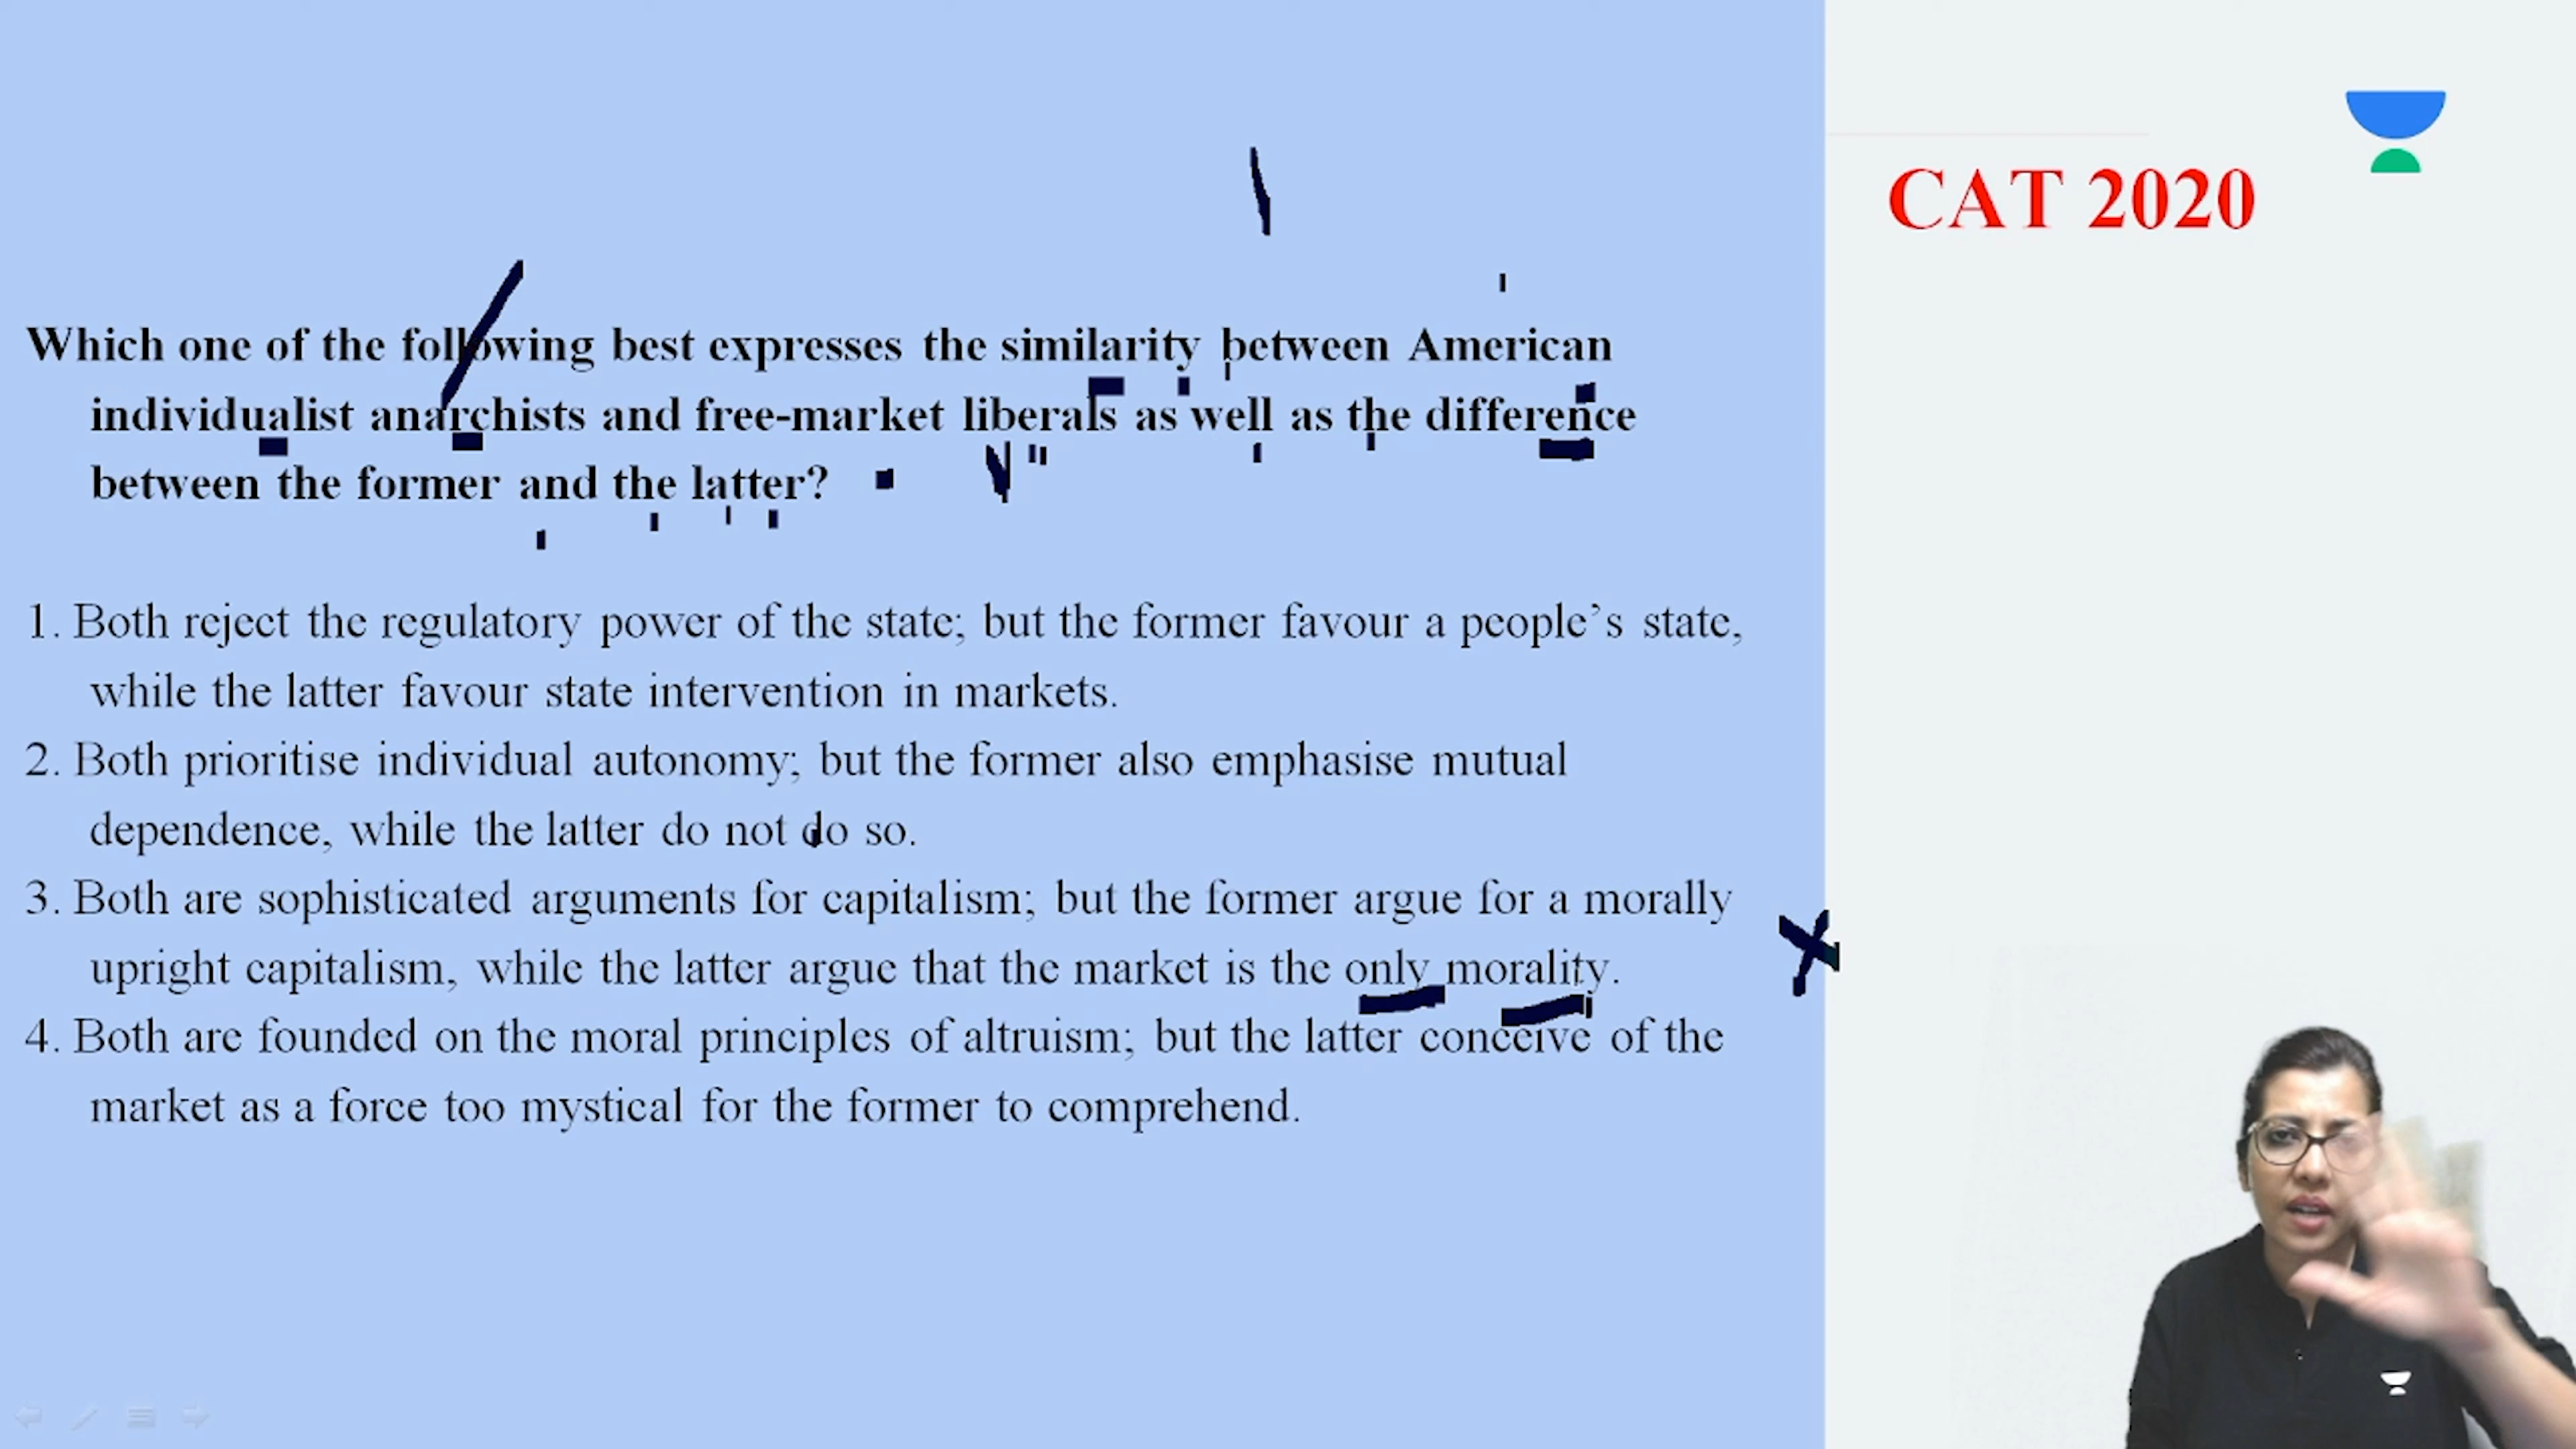 CAT 2020
Which one of the following best expresses the similarity between American
individualist anarchists and free-market liberals as well as the difference
between the former and the latter?
1. Both reject the regulatory power of the state; but the former favour a people’s state,
while the latter favour state intervention in markets.
2. Both prioritise individual autonomy; but the former also emphasise mutual
dependence, while the latter do not do so.
3. Both are sophisticated arguments for capitalism; but the former argue for a morally
upright capitalism, while the latter argue that the market is the only morality.
4. Both are founded on the moral principles of altruism; but the latter conceive of the
market as a force too mystical for the former to comprehend.